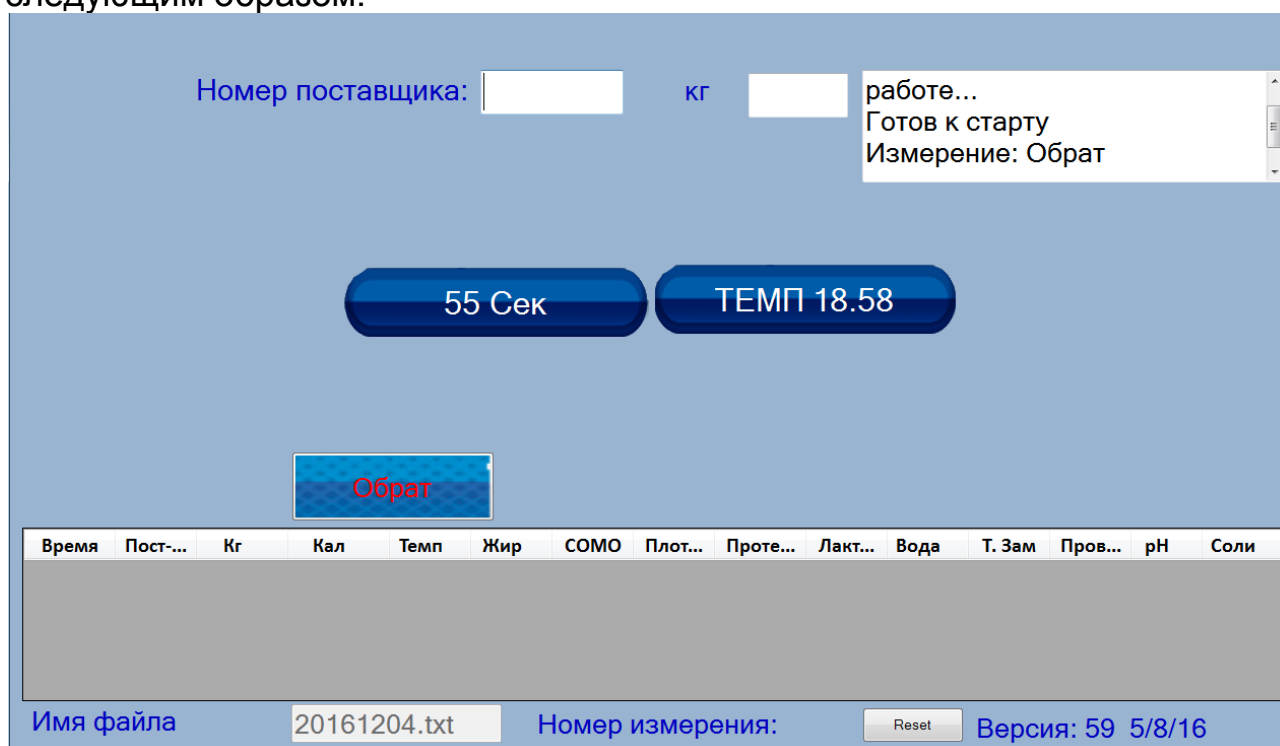 следующим образом:
Номер поставщика: кг
работе...
Готов к старту
Измерение: Обрат
55 Сек ТЕМП 18.58
Обрат
Время Пост-... Кг Кал Темп Жир СОМО Плот... Проте... Лакт... Вода Т. Зам Пров... pH Соли
Имя файла 20161204.txt Номер измерения: Reset Версия: 59 5/8/16